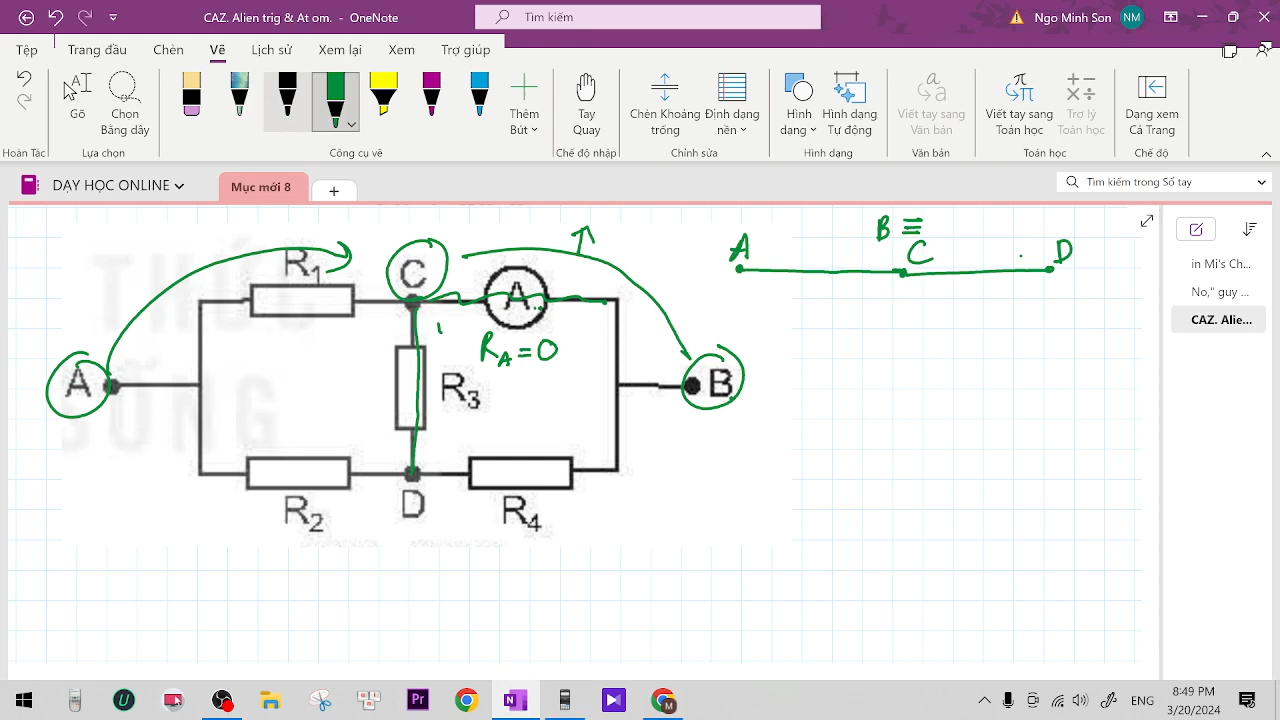 CAZ. Alien An t. - OneNote
Tìm kiếm
Ngo Minh Son
NM
Tệp
Trang đầu
Chèn
Vẽ
Lịch sử
Xem lại
Xem
Trợ giúp
Gõ
Chọn
Bằng dây
Thêm
Bút
Tay
Quay
Chèn Khoảng
trống
Định dạng
nền
Hình
dạng
Hình dạng
Tự động
Viết tay sang
Văn bản
Viết tay sang
Toán học
Trợ lý
Toán học
Dạng xem
Cả Trang
Hoàn Tác
Lựa chọn
Công cụ vẽ
Chế độ nhập
Chỉnh sửa
Hình dạng
Văn bản
Toán học
Chế độ
DẠY HỌC ONLINE
Mục mới 8
+
Tìm kiếm trong Sổ tay
in Mi's Ch...
No," guy ...
CAZ. Alie...
B ≡
A C D
R1
C
A
RA = 0
A
R3
B
R2
D
R4
ENG
8:49 PM
3/20/2024
Pr
M